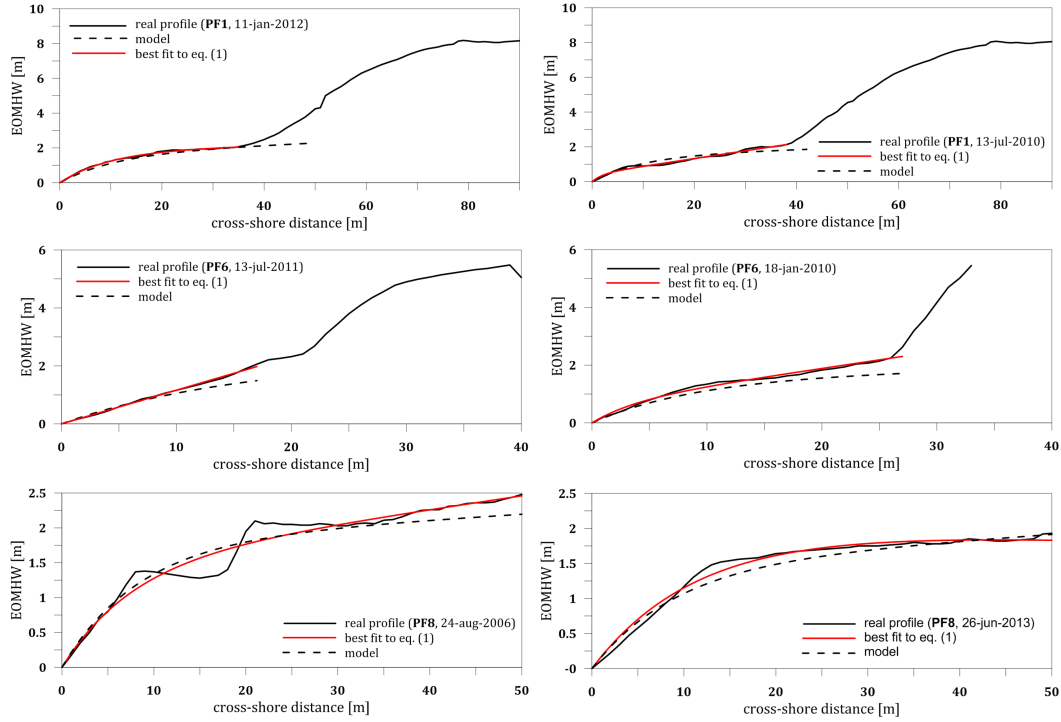 10
8
6
4
2
0
EOMHW [m]
real profile (PF1, 11-jan-2012)
model
best fit to eq. (1)
0 20 40 60 80
cross-shore distance [m]
10
8
6
4
2
0
EOMHW [m]
real profile (PF1, 13-jul-2010)
best fit to eq. (1)
model
0 20 40 60 80
cross-shore distance [m]
6
4
2
0
EOMHW [m]
real profile (PF6, 13-jul-2011)
best fit to eq. (1)
model
0 10 20 30 40
cross-shore distance [m]
6
4
2
0
EOMHW [m]
real profile (PF6, 18-jan-2010)
best fit to eq. (1)
model
0 10 20 30 40
cross-shore distance [m]
2.5
2
1.5
1
0.5
0
EOMHW [m]
real profile (PF8, 24-aug-2006)
best fit to eq. (1)
model
0 10 20 30 40 50
cross-shore distance [m]
2.5
2
1.5
1
0.5
-0
EOMHW [m]
real profile (PF8, 26-jun-2013)
best fit to eq. (1)
model
0 10 20 30 40 50
cross-shore distance [m]